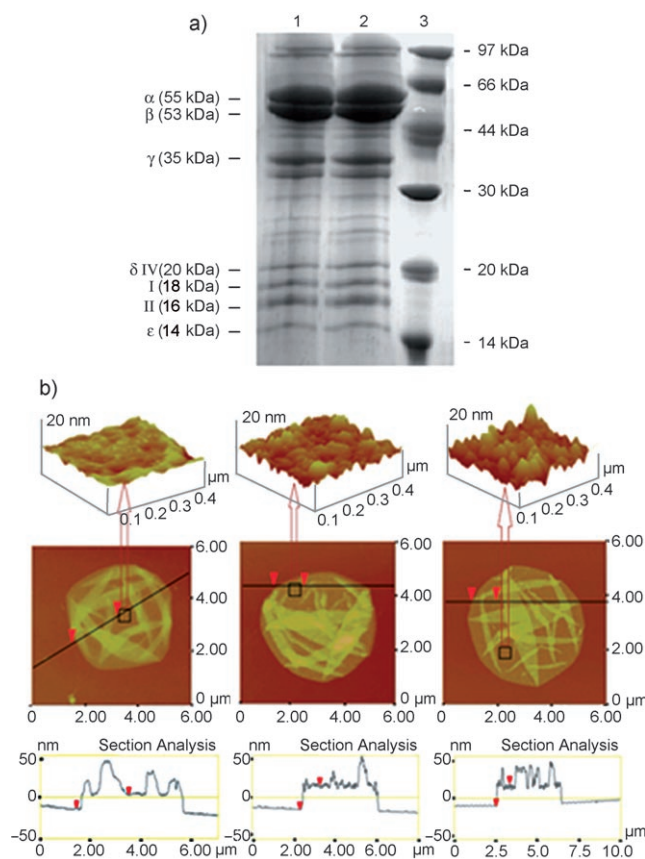 a)
1 2 3
α (55 kDa)
β (53 kDa)
γ (35 kDa)
δ IV(20 kDa)
I (18 kDa)
II (16 kDa)
ε (14 kDa)
97 kDa
66 kDa
44 kDa
30 kDa
20 kDa
14 kDa
b)
20 nm
μm
0.1 0.2 0.3 0.4
20 nm
μm
0.1 0.2 0.3 0.4
20 nm
μm
0.1 0.2 0.3 0.4
6.00
4.00
2.00
0 μm
0 2.00 4.00 6.00
6.00
4.00
2.00
0 μm
0 2.00 4.00 6.00
6.00
4.00
2.00
0 μm
0 2.00 4.00 6.00
nm Section Analysis
50
0
–50
0 2 4 6 μm
nm Section Analysis
50
0
–50
0 2.00 4.00 6.00 μm
nm Section Analysis
50
0
–50
0 2.5 5.0 7.5 10.0 μm